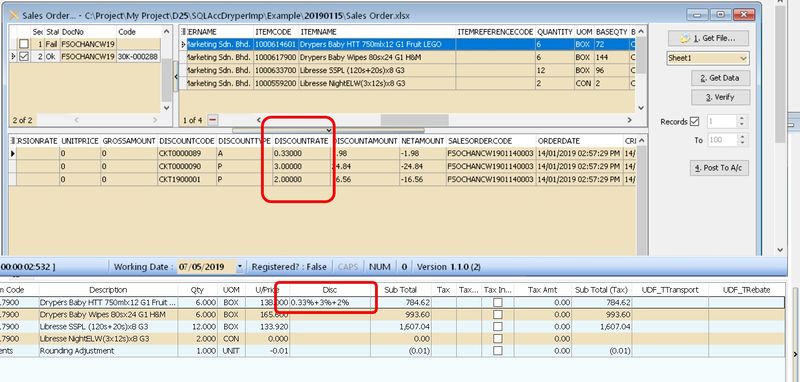 Sales Order... - C:\Project\My Project\D25\SQLAccDryperImp\Example\20190115\Sales Order.xlsx
Sec Stat DocNo Code
1 Fail FSOCHANCW19
2 Ok FSOCHANCW19 30K-000288
2 of 2
ERNAME ITEMCODE ITEMNAME ITEMREFERENCECODE QUANTITY UOM BASEQTY
Marketing Sdn. Bhd. 1000614601 Drypers Baby HTT 750mlx12 G1 Fruit LEGO 6 BOX 72
Marketing Sdn. Bhd. 1000617900 Drypers Baby Wipes 80sx24 G1 H&M 6 BOX 144
Marketing Sdn. Bhd. 1000633700 Libresse SSPL (120s+20s)x8 G3 12 BOX 96
Marketing Sdn. Bhd. 1000559200 Libresse NightELW(3x12s)x8 G3 2 CON 2
1 of 4
1. Get File...
Sheet1
2. Get Data
3. Verify
Records 1
To 100
4. Post To A/c
RSIONRATE UNITPRICE GROSSAMOUNT DISCOUNTCODE DISCOUNTTYPE DISCOUNTRATE DISCOUNTAMOUNT NETAMOUNT SALESORDERCODE ORDERDATE CRE
0 0 CKT0000089 A 0.33000 1.98 -1.98 FSOCHANCW1901140003 14/01/2019 02:57:29 PM 14/
0 0 CKT0000090 P 3.00000 24.84 -24.84 FSOCHANCW1901140003 14/01/2019 02:57:29 PM 14/
0 0 CKT1900001 P 2.00000 16.56 -16.56 FSOCHANCW1901140003 14/01/2019 02:57:29 PM 14/
00:00:02:532 ] Working Date : 07/05/2019 Registered? : False CAPS NUM 0 Version 1.1.0 (2)
m Code Description Qty UOM U/Price Disc Sub Total Tax Tax... Tax In... Tax Amt Sub Total (Tax) UDF_TTransport UDF_TRebate
.7900 Drypers Baby HTT 750mlx12 G1 Fruit ... 6.000 BOX 138.000 0.33%+3%+2% 784.62 0.00 784.62
.7900 Drypers Baby Wipes 80sx24 G1 H&M 6.000 BOX 165.600 993.60 0.00 993.60
.7900 Libresse SSPL (120s+20s)x8 G3 12.000 BOX 133.920 1,607.04 0.00 1,607.04
.7900 Libresse NightELW(3x12s)x8 G3 2.000 CON 0.000 0.00 0.00 0.00
ents Rounding Adjustment 1.000 UNIT -0.01 (0.01) 0.00 (0.01)